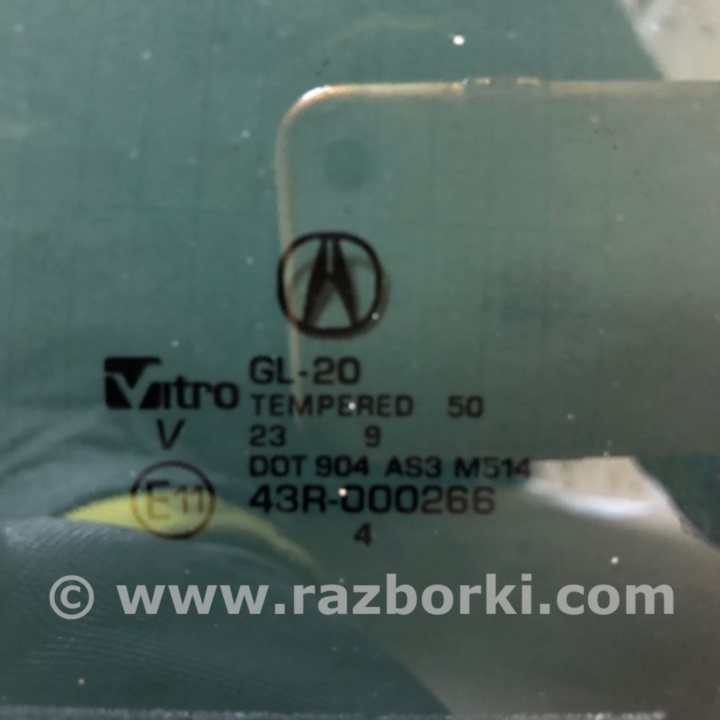 Vitro GL-20
TEMPERED 50
V 23 9
DOT 904 AS3 M514
E11 43R-000266
4
© www.razborki.com